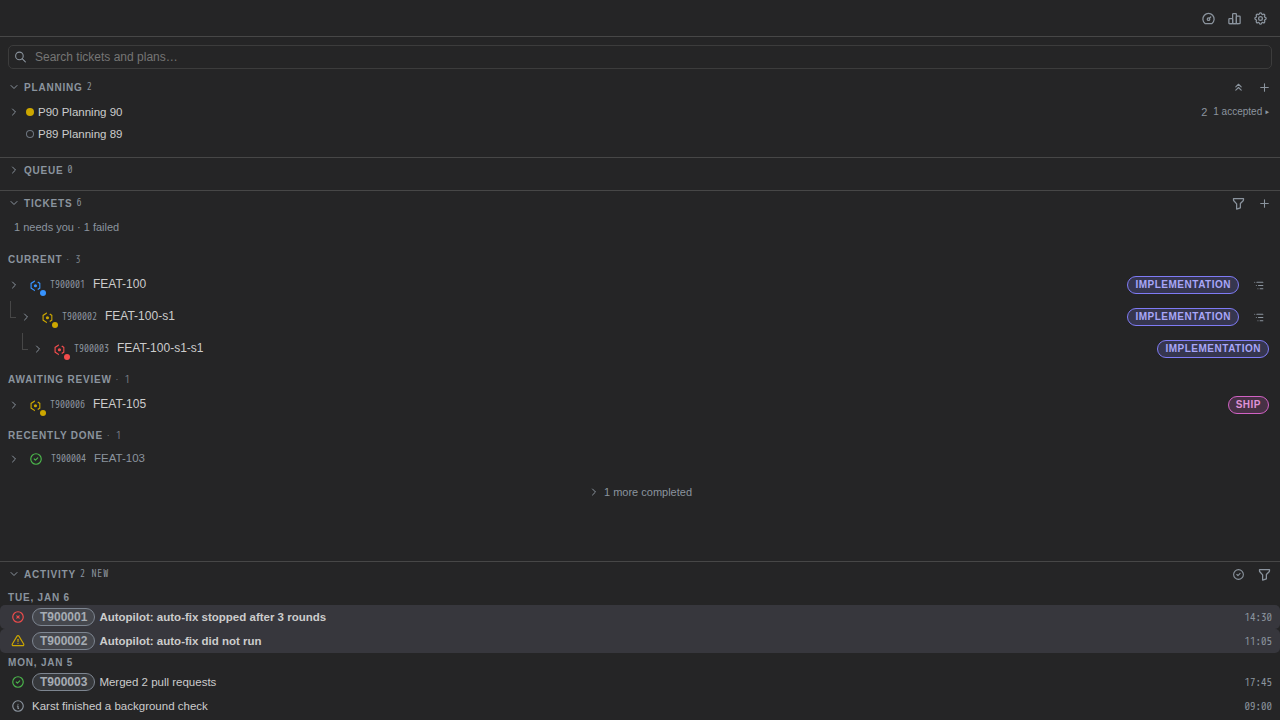 Search tickets and plans…
PLANNING 2
P90 Planning 90 2 1 accepted ▸
P89 Planning 89
QUEUE 0
TICKETS 6
1 needs you · 1 failed
CURRENT · 3
T900001 FEAT-100 IMPLEMENTATION
T900002 FEAT-100-s1 IMPLEMENTATION
T900003 FEAT-100-s1-s1 IMPLEMENTATION
AWAITING REVIEW · 1
T900006 FEAT-105 SHIP
RECENTLY DONE · 1
T900004 FEAT-103
1 more completed
ACTIVITY 2 NEW
TUE, JAN 6
T900001 Autopilot: auto-fix stopped after 3 rounds 14:30
T900002 Autopilot: auto-fix did not run 11:05
MON, JAN 5
T900003 Merged 2 pull requests 17:45
Karst finished a background check 09:00